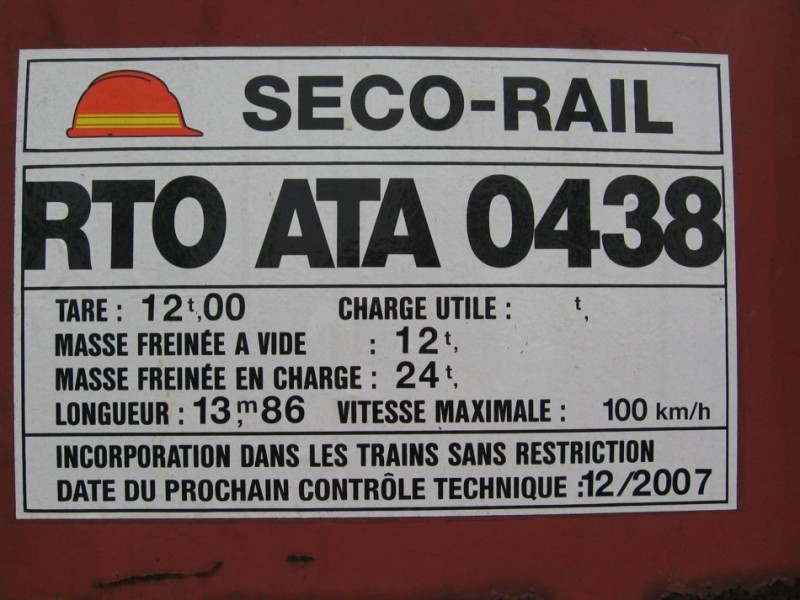 SECO-RAIL
RTO ATA 0438
TARE : 12t,00 CHARGE UTILE : t,
MASSE FREINÉE A VIDE : 12t,
MASSE FREINÉE EN CHARGE : 24t,
LONGUEUR : 13,m86 VITESSE MAXIMALE : 100 km/h
INCORPORATION DANS LES TRAINS SANS RESTRICTION
DATE DU PROCHAIN CONTRÔLE TECHNIQUE :12/2007